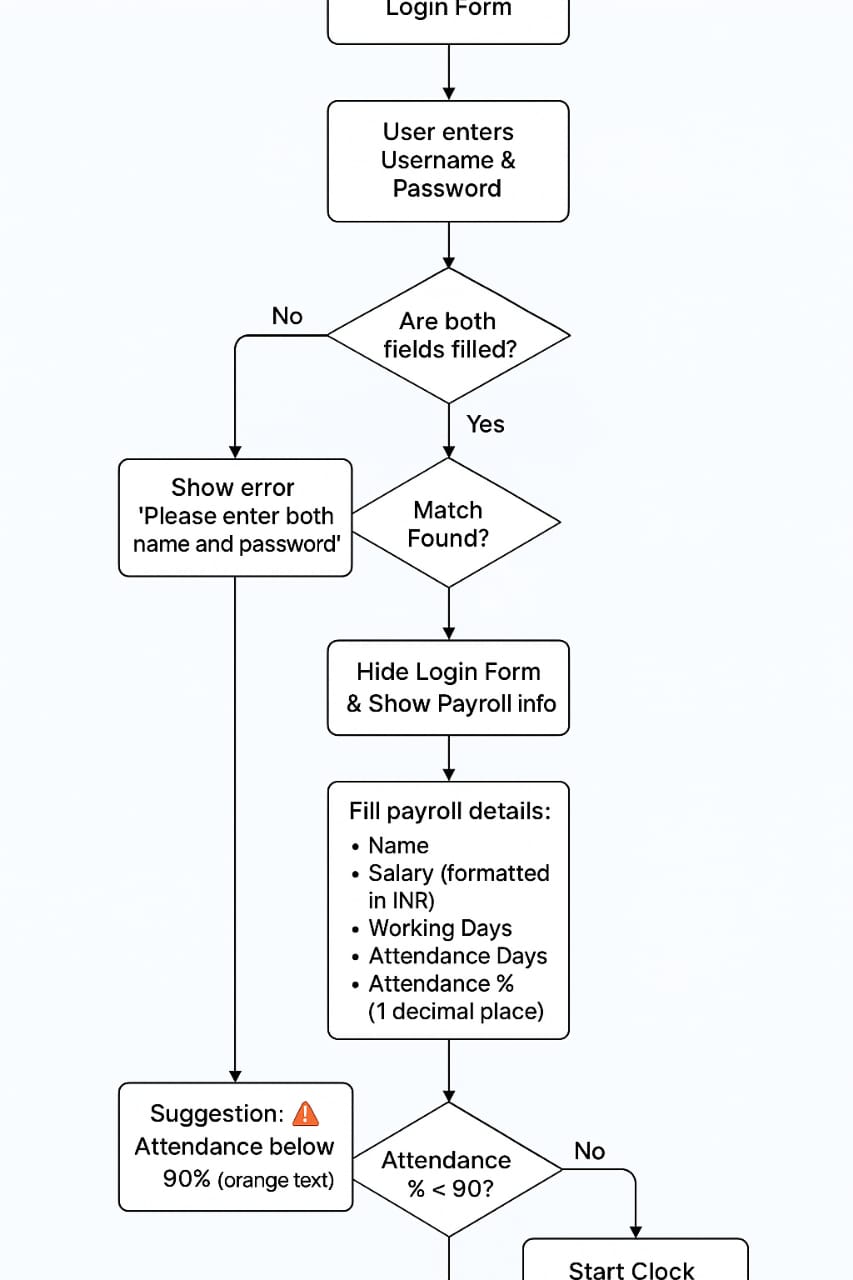 Login Form
User enters
Username &
Password
Are both
fields filled?
No
Yes
Show error
'Please enter both
name and password'
Match
Found?
Hide Login Form
& Show Payroll info
Fill payroll details:
• Name
• Salary (formatted
in INR)
• Working Days
• Attendance Days
• Attendance %
(1 decimal place)
Suggestion: ⚠
Attendance below
90% (orange text)
Attendance
% < 90?
No
Start Clock